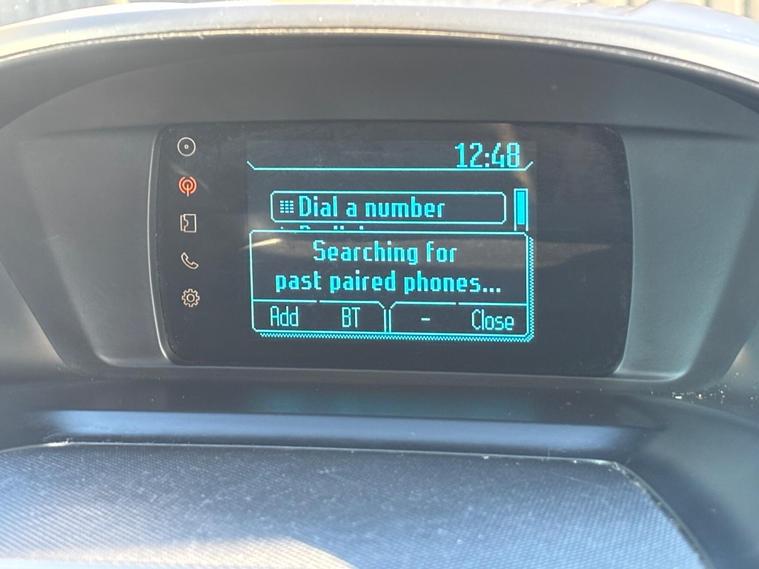 12:48
Dial a number
Searching for
past paired phones...
Add BT - Close